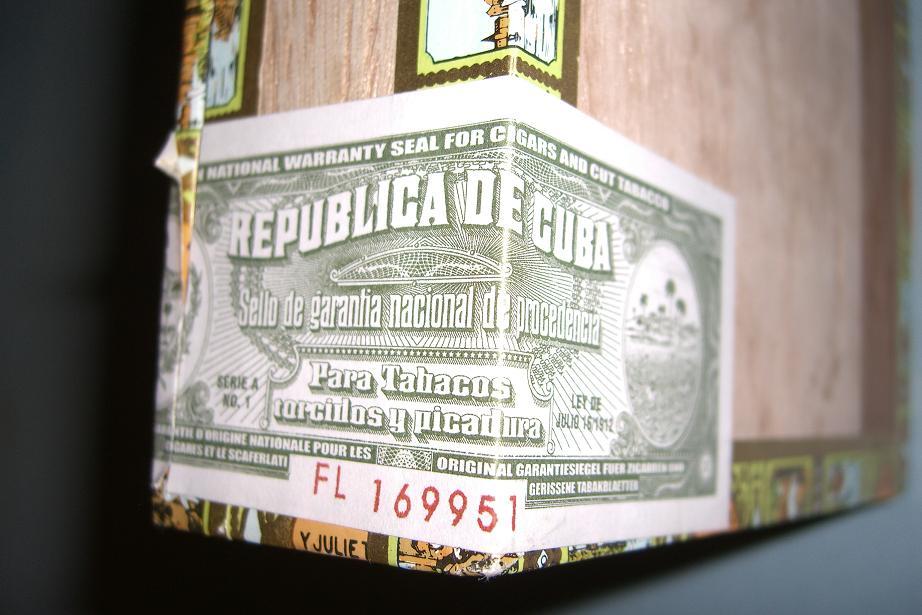 NATIONAL WARRANTY SEAL FOR CIGARS AND CUT TABACCO
REPUBLICA DE CUBA
Sello de garantia nacional de procedencia
Para Tabacos
torcidos y picadura
SERIE A
NO. 1
LEY DE
JULIO 16 1912
D ORIGINE NATIONALE POUR LES
ET LE SCAFERLATI
ORIGINAL GARANTIESIEGEL FUER ZIGARREN UND
GERISSENE TABAKBLAETTER
FL 169951
Y JULIET